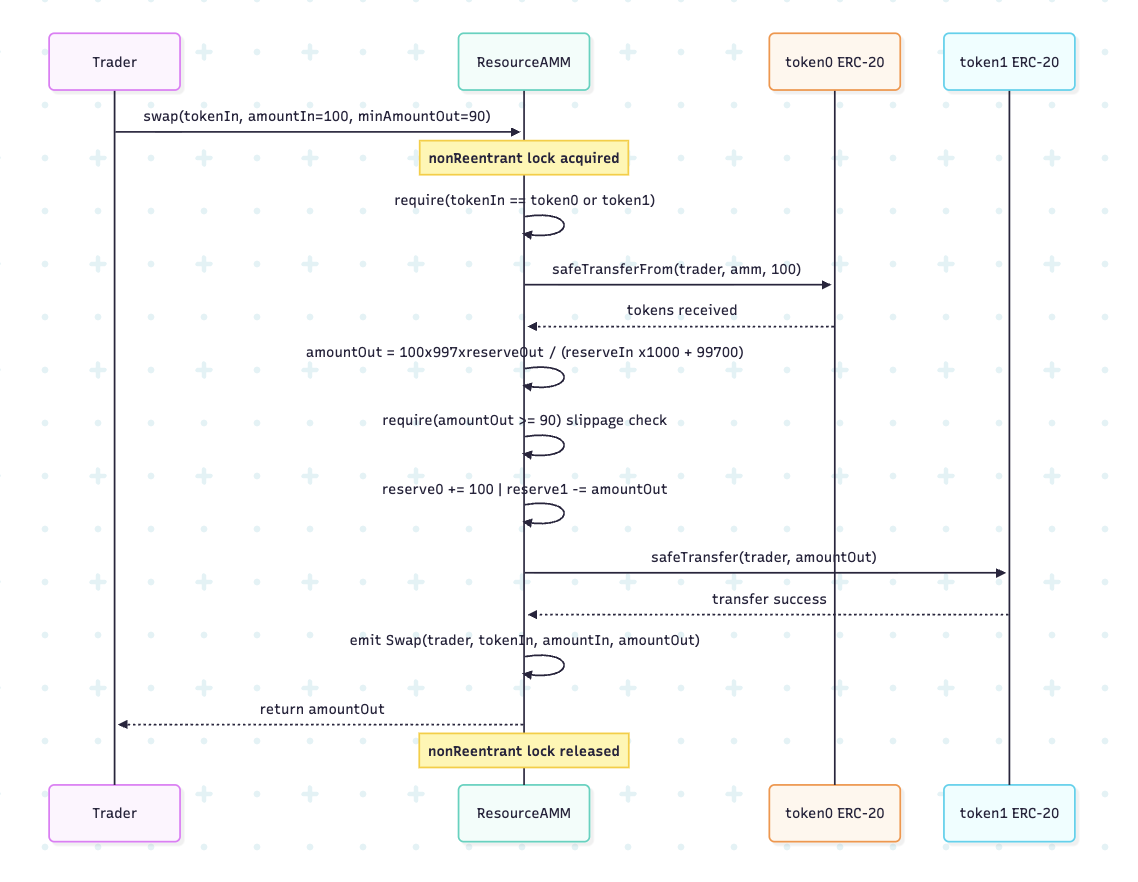 Trader
ResourceAMM
token0 ERC-20
token1 ERC-20
swap(tokenIn, amountIn=100, minAmountOut=90)
nonReentrant lock acquired
require(tokenIn == token0 or token1)
safeTransferFrom(trader, amm, 100)
tokens received
amountOut = 100x997xreserveOut / (reserveIn x1000 + 99700)
require(amountOut >= 90) slippage check
reserve0 += 100 | reserve1 -= amountOut
safeTransfer(trader, amountOut)
transfer success
emit Swap(trader, tokenIn, amountIn, amountOut)
return amountOut
nonReentrant lock released
Trader
ResourceAMM
token0 ERC-20
token1 ERC-20